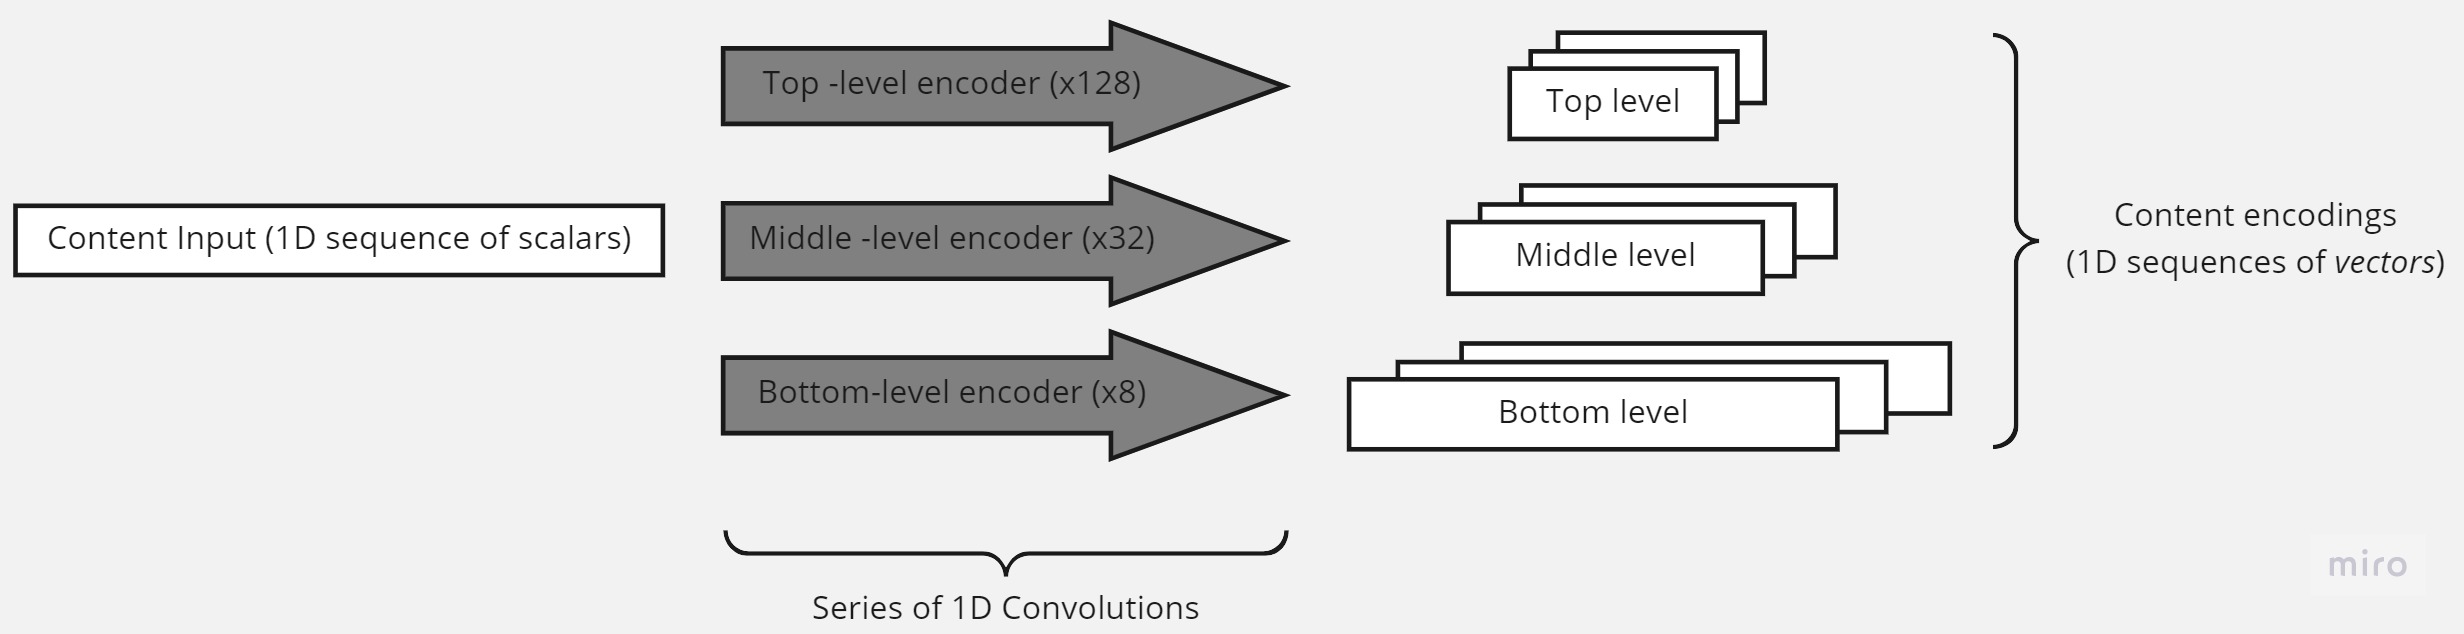 Content Input (1D sequence of scalars)
Top -level encoder (x128)
Middle -level encoder (x32)
Bottom-level encoder (x8)
Series of 1D Convolutions
Top level
Middle level
Bottom level
Content encodings
(1D sequences of vectors)
miro